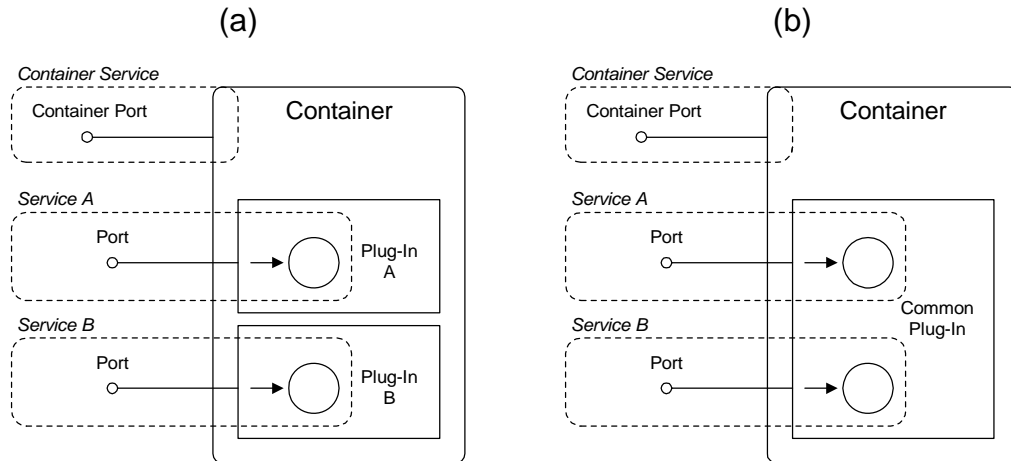 (a)
Container Service
Container Port
Container
Service A
Port
Plug-In
A
Service B
Port
Plug-In
B
(b)
Container Service
Container Port
Container
Service A
Port
Common
Plug-In
Service B
Port